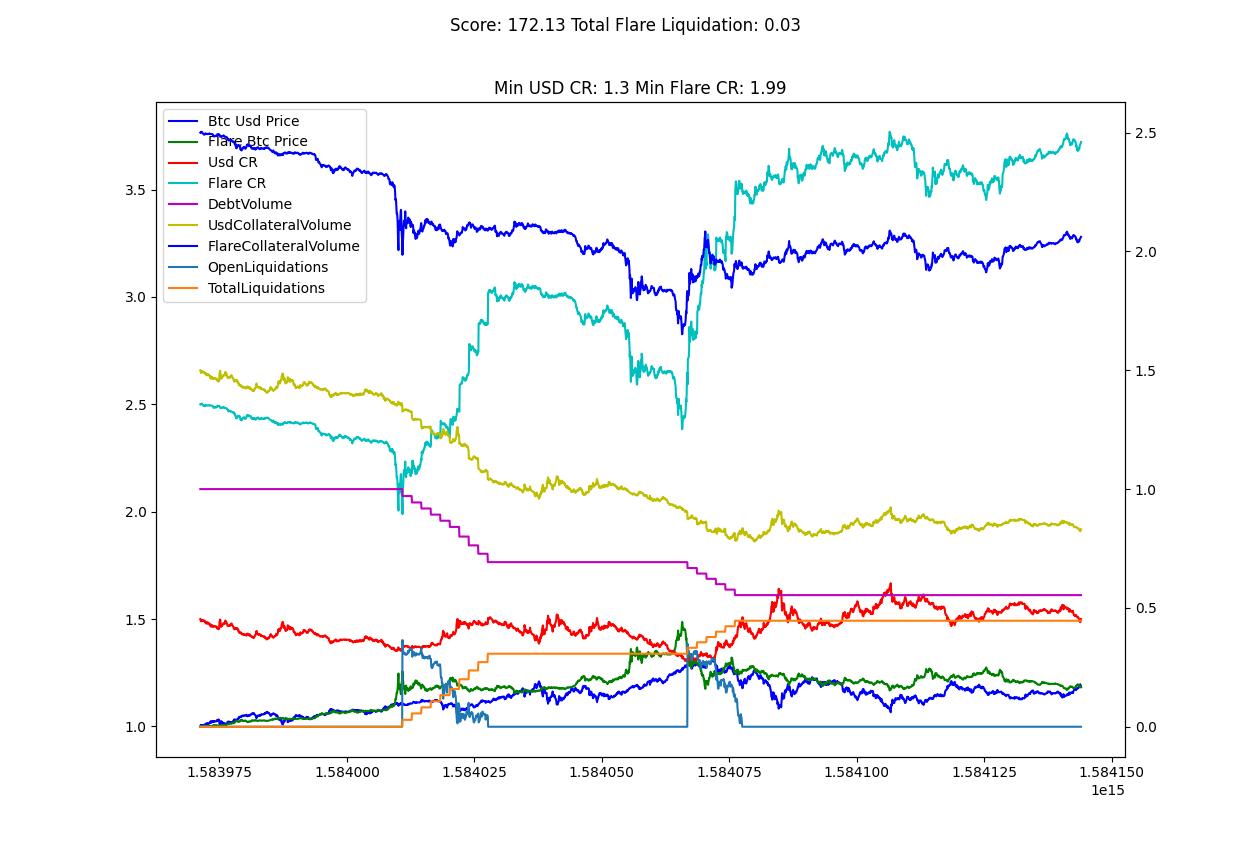 Score: 172.13 Total Flare Liquidation: 0.03
Min USD CR: 1.3 Min Flare CR: 1.99
Btc Usd Price
Flare Btc Price
Usd CR
Flare CR
DebtVolume
UsdCollateralVolume
FlareCollateralVolume
OpenLiquidations
TotalLiquidations
3.5
3.0
2.5
2.0
1.5
1.0
2.5
2.0
1.5
1.0
0.5
0.0
1.583975 1.584000 1.584025 1.584050 1.584075 1.584100 1.584125 1.584150
1e15